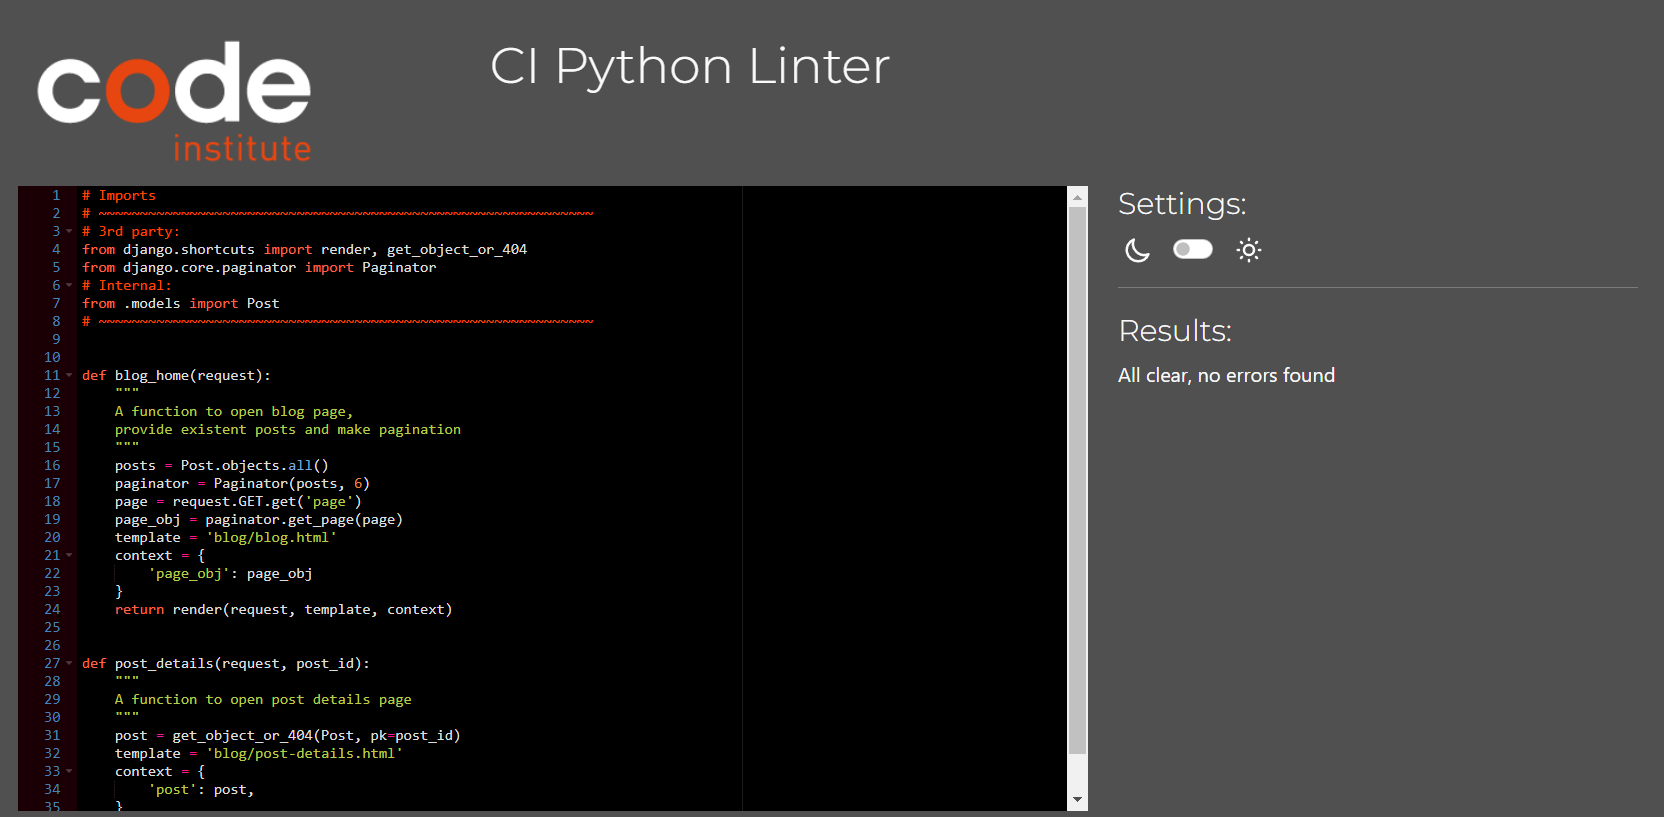 code
institute
CI Python Linter
1 # Imports
2 # ~~~~~~~~~~~~~~~~~~~~~~~~~~~~~~~~~~~~~~~~~~~~~~~~~~~~~~~~~~~~
3 # 3rd party:
4 from django.shortcuts import render, get_object_or_404
5 from django.core.paginator import Paginator
6 # Internal:
7 from .models import Post
8 # ~~~~~~~~~~~~~~~~~~~~~~~~~~~~~~~~~~~~~~~~~~~~~~~~~~~~~~~~~~~~
9
10
11 def blog_home(request):
12     """
13     A function to open blog page,
14     provide existent posts and make pagination
15     """
16     posts = Post.objects.all()
17     paginator = Paginator(posts, 6)
18     page = request.GET.get('page')
19     page_obj = paginator.get_page(page)
20     template = 'blog/blog.html'
21     context = {
22         'page_obj': page_obj
23     }
24     return render(request, template, context)
25
26
27 def post_details(request, post_id):
28     """
29     A function to open post details page
30     """
31     post = get_object_or_404(Post, pk=post_id)
32     template = 'blog/post-details.html'
33     context = {
34         'post': post,
35     }
Settings:
Results:
All clear, no errors found